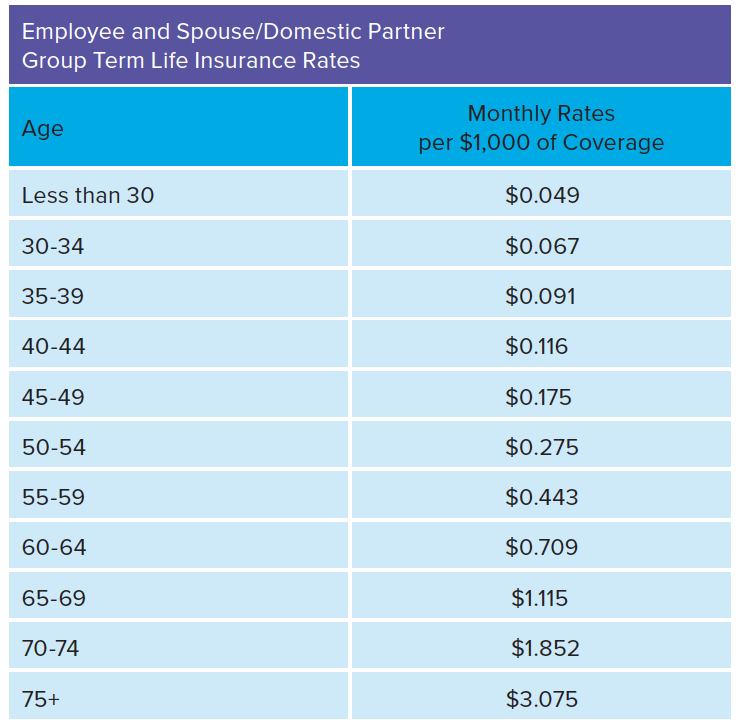 Employee and Spouse/Domestic Partner
Group Term Life Insurance Rates
Age
Monthly Rates
per $1,000 of Coverage
Less than 30 $0.049
30-34 $0.067
35-39 $0.091
40-44 $0.116
45-49 $0.175
50-54 $0.275
55-59 $0.443
60-64 $0.709
65-69 $1.115
70-74 $1.852
75+ $3.075